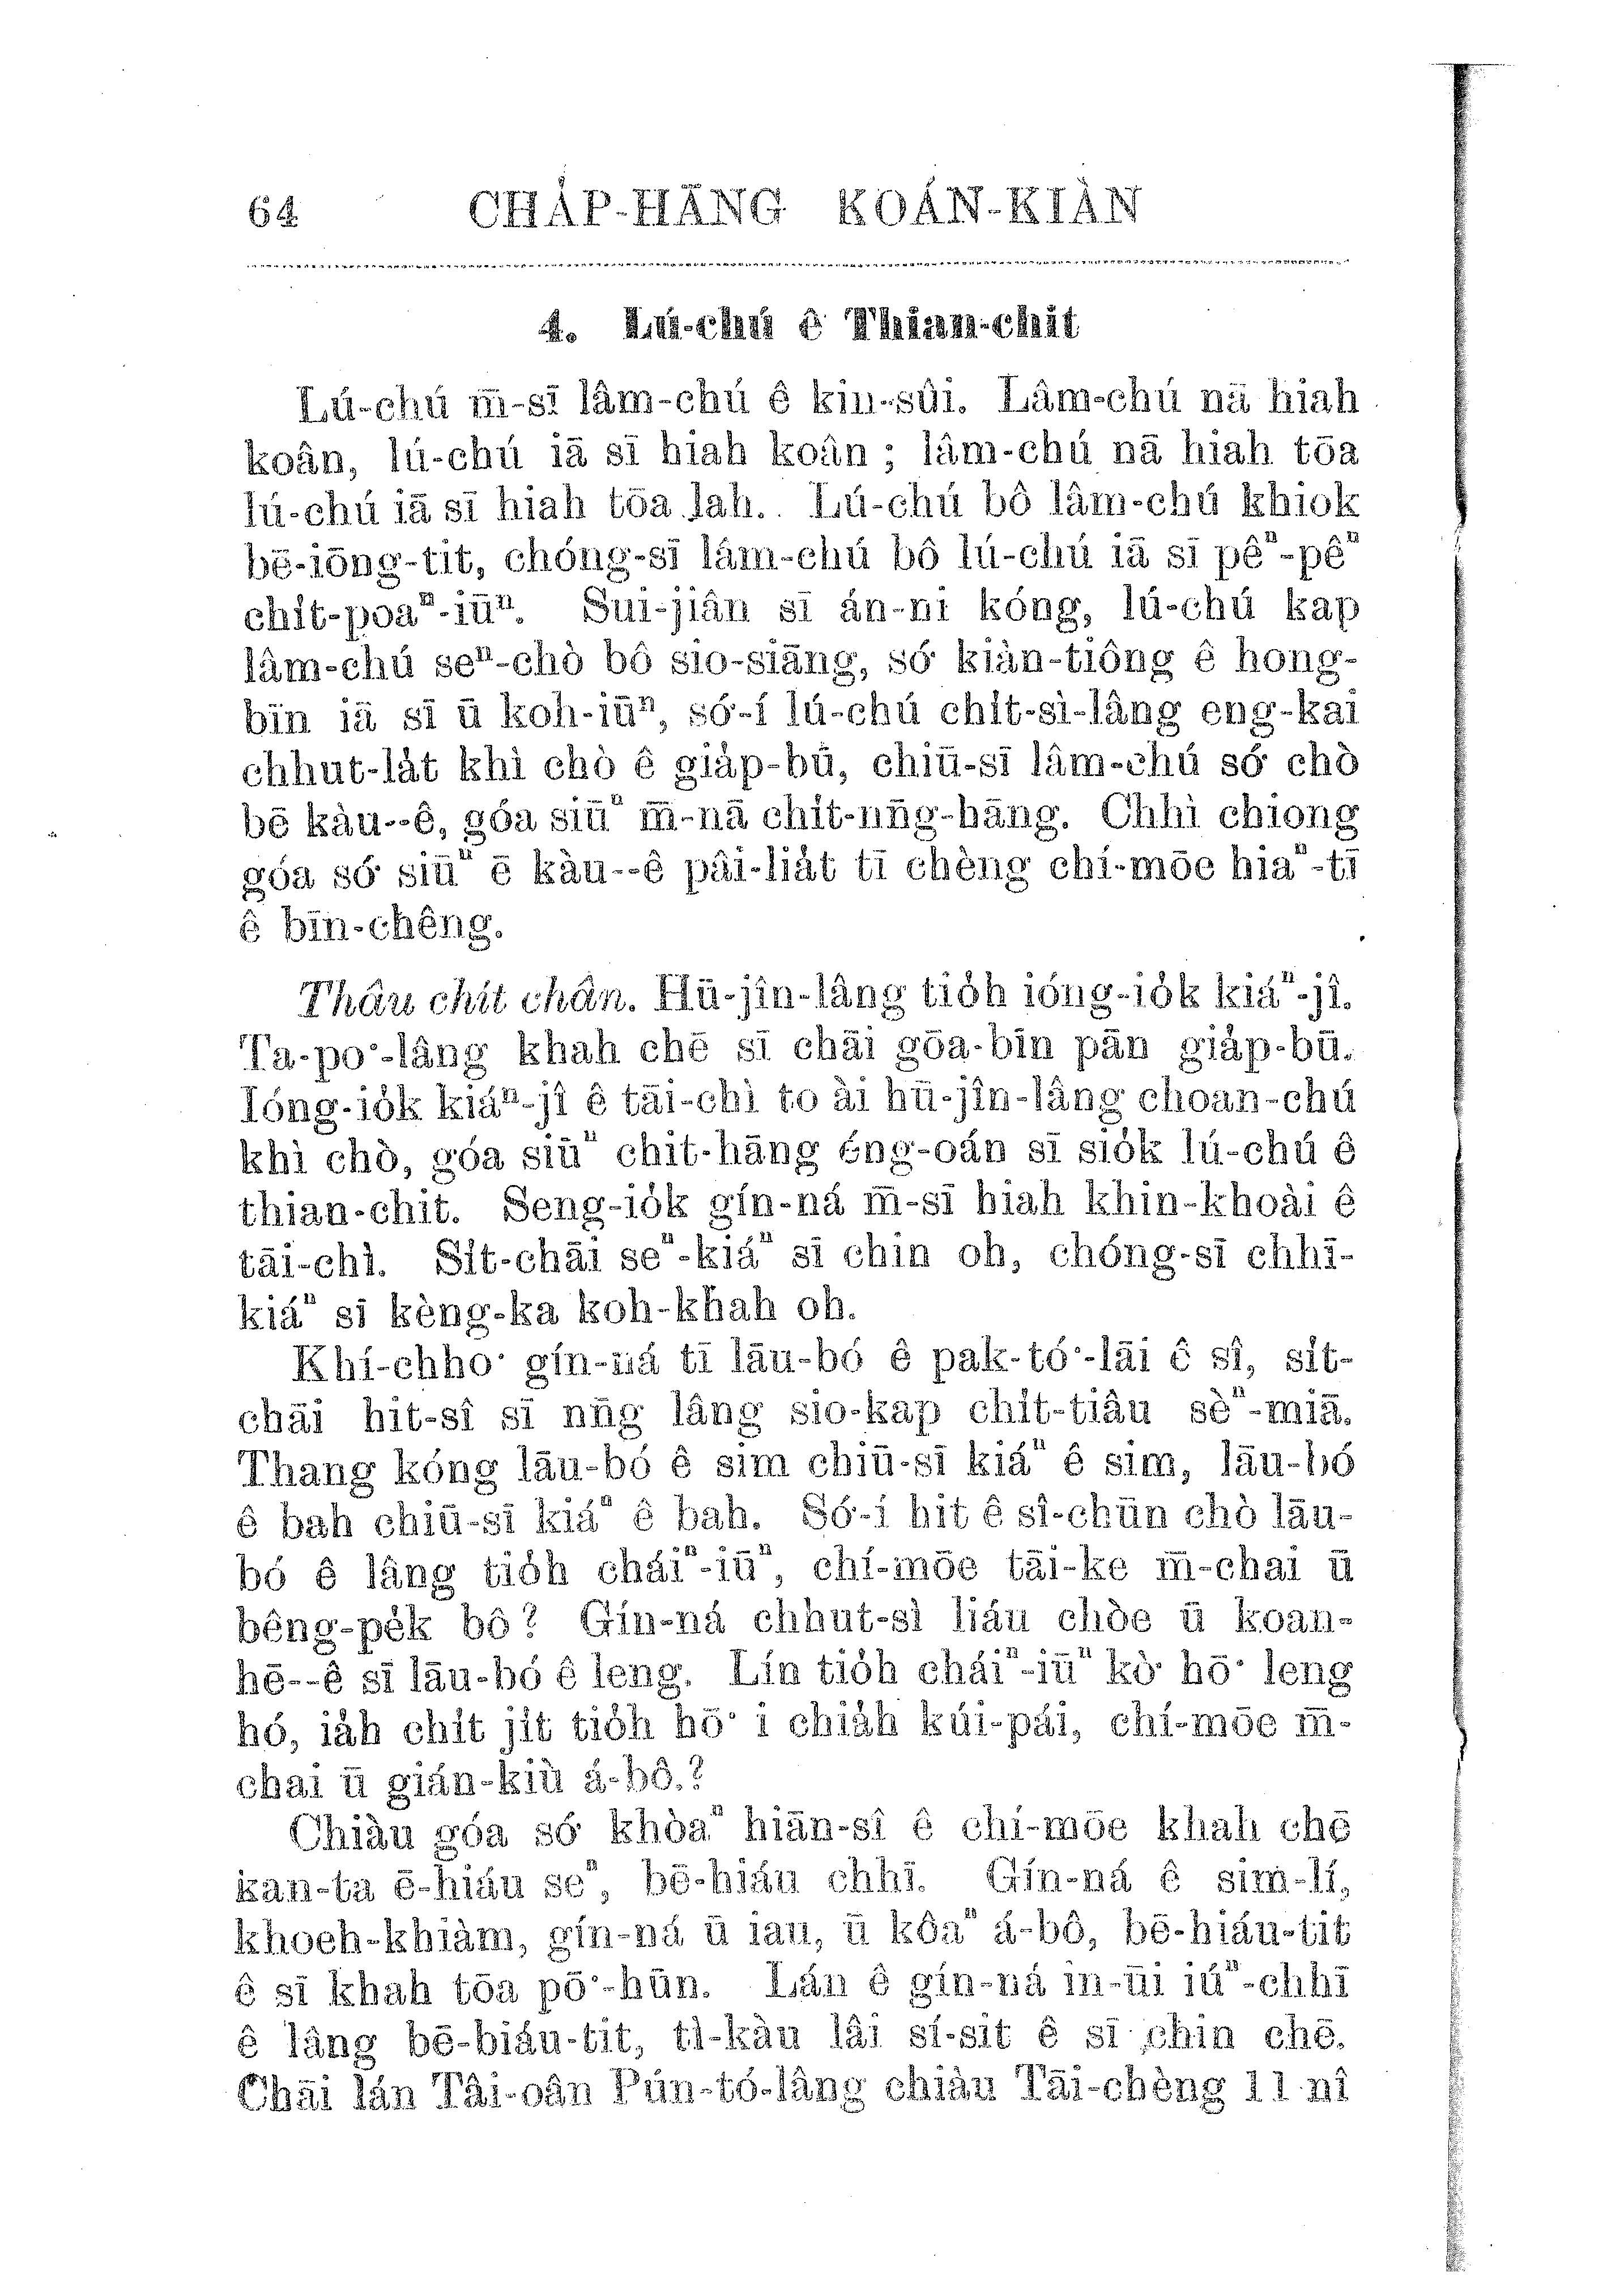 64 CHA̍P-HĀNG KOÁN-KIÀN
4. Lú-chú ê Thian-chit
Lú-chú m̄-sī lâm-chú ê kin-sûi. Lâm-chú nā hiah
koân, lú-chú iā sī hiah koân; lâm-chú nā hiah tōa
lú-chú iā sī hiah tōa lah. Lú-chú bô lâm-chú khiok
bē-iōng-tit, chóng-sī lâm-chú bô lú-chú iā sī pêⁿ-pêⁿ
chi̍t-poaⁿ-iūⁿ. Sui-jiân sī án-ni kóng, lú-chú kap
lâm-chú seⁿ-chò bô sio-siāng, só͘ kiàn-tiông ê hong-
bīn iā sī ū koh-iūⁿ, só͘-í lú-chú chi̍t-sì-lâng eng-kai
chhut-la̍t khì chò ê gia̍p-bū, chiū-sī lâm-chú só͘ chò
bē kàu--ê, góa siūⁿ m̄-nā chi̍t-nn̄g-hāng. Chhì chiong
góa só͘ siūⁿ ē kàu--ê pâi-lia̍t tī chèng chí-mōe hiaⁿ-tī
ê bīn-chêng.
Thâu chi̍t chân. Hū-jîn-lâng tio̍h ióng-io̍k kiáⁿ-jî.
Ta-po͘-lâng khah chē sī chāi gōa-bīn pān gia̍p-bū.
Ióng-io̍k kiáⁿ-jî ê tāi-chì to ài hū-jîn-lâng choan-chú
khì chò, góa siūⁿ chit-hāng éng-oán sī sio̍k lú-chú ê
thian-chit. Seng-io̍k gín-ná m̄-sī hiah khin-khoài ê
tāi-chì. Si̍t-chāi seⁿ-kiáⁿ sī chin oh, chóng-sī chhī-
kiáⁿ sī kèng-ka koh-khah oh.
Khí-chho͘ gín-ná tī lāu-bó ê pak-tó͘-lāi ê sî, si̍t-
chāi hit-sî sī nn̄g lâng sio-kap chi̍t-tiâu sèⁿ-miā.
Thang kóng lāu-bó ê sim chiū-sī kiáⁿ ê sim, lāu-bó
ê bah chiū-sī kiáⁿ ê bah. Só͘-í hit ê sî-chūn chò lāu-
bó ê lâng tio̍h cháiⁿ-iūⁿ, chí-mōe tāi-ke m̄-chai ū
bêng-pe̍k bô? Gín-ná chhut-sì liáu chòe ū koan-
hē--ê sī lāu-bó ê leng. Lín tio̍h cháiⁿ-iūⁿ kò͘ hō͘ leng
hó, ia̍h chi̍t ji̍t tio̍h hō͘ i chia̍h kúi-pái, chí-mōe m̄-
chai ū gián-kiù á-bô.?
Chiàu góa só͘ khòaⁿ hiān-sî ê chí-mōe khah chē
kan-ta ē-hiáu seⁿ, bē-hiáu chhī. Gín-ná ê sim-lí,
khoeh-khiàm, gín-ná ū iau, ū kôaⁿ á-bô, bē-hiáu-tit
ê sī khah tōa pō͘-hūn. Lán ê gín-ná in-ūi iúⁿ-chhī
ê lâng bē-hiáu-tit, tì-kàu lâi sí-sit ê sī chin chē.
Chāi lán Tâi-oân Pún-tó-lâng chiàu Tāi-chèng 11 nî